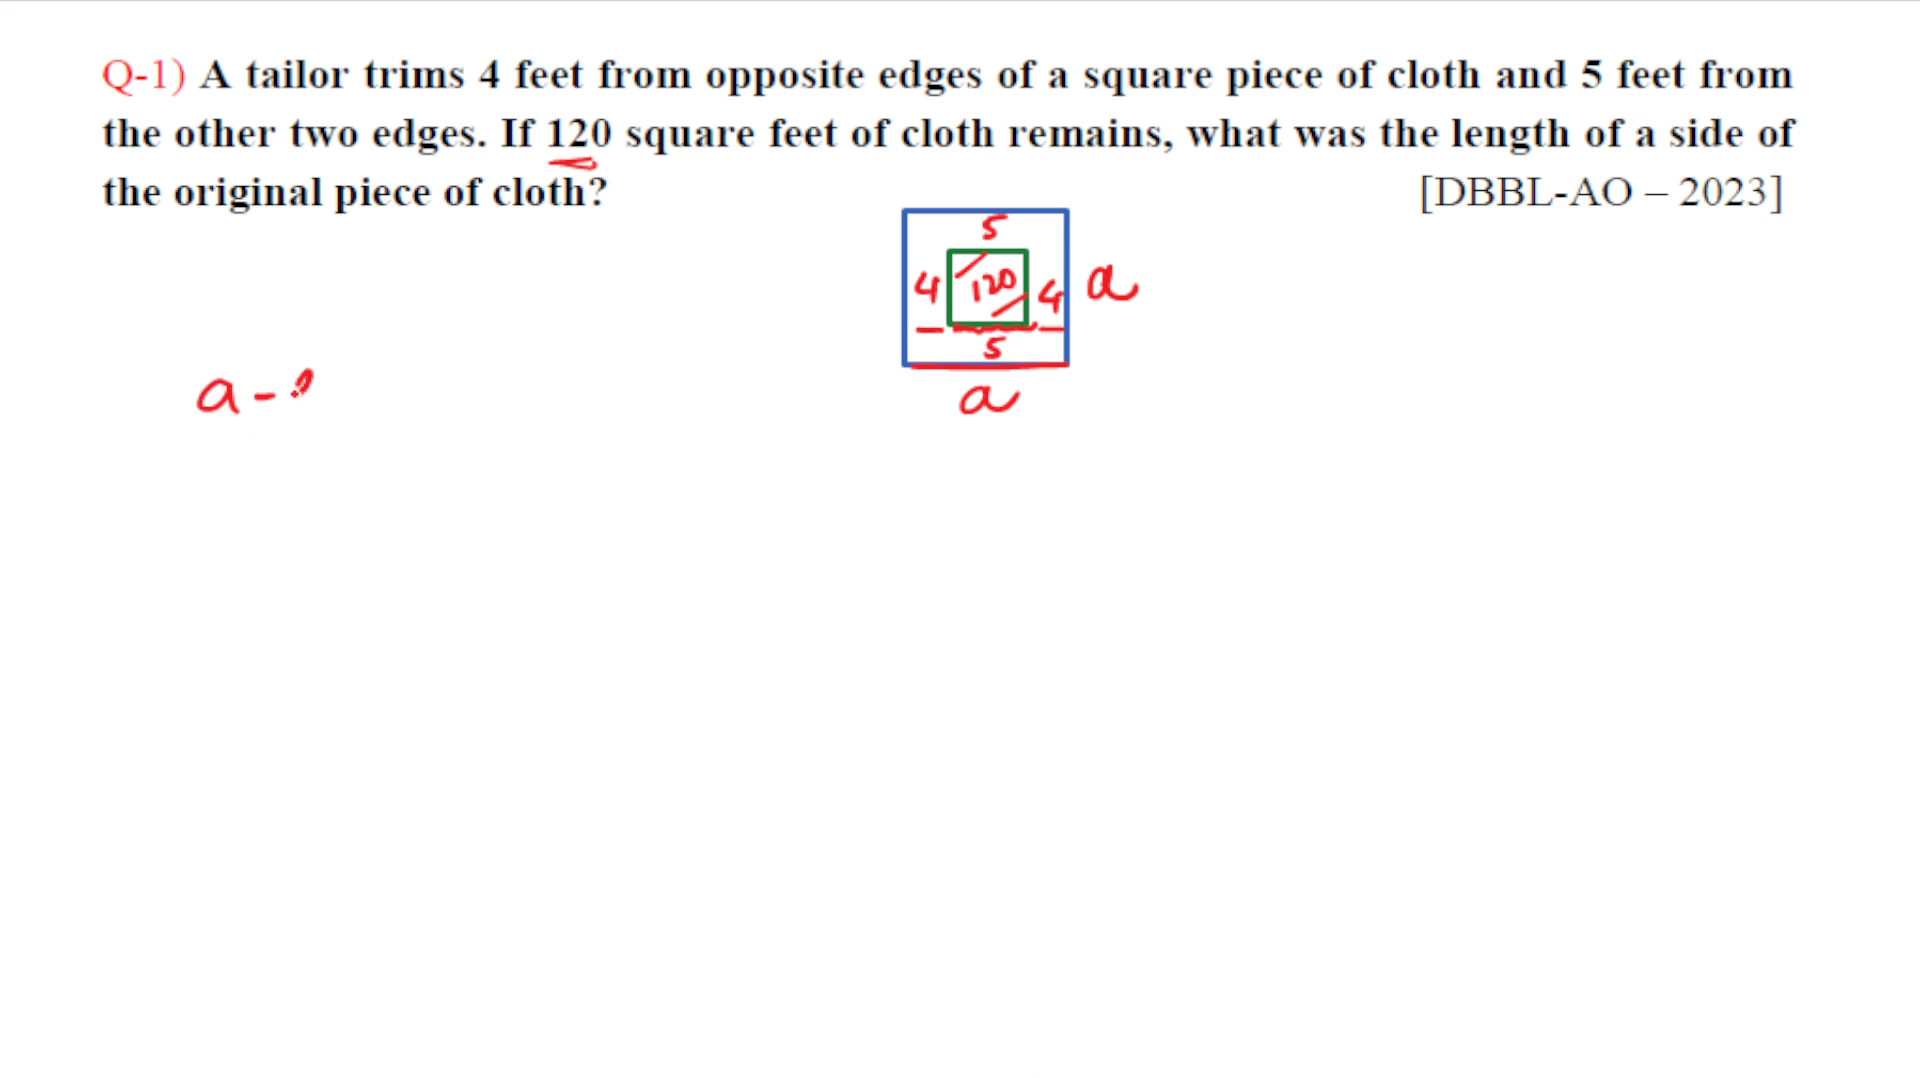 Q-1) A tailor trims 4 feet from opposite edges of a square piece of cloth and 5 feet from
the other two edges. If 120 square feet of cloth remains, what was the length of a side of
the original piece of cloth? [DBBL-AO – 2023]
5
4 120 4 a
5
a - 
a